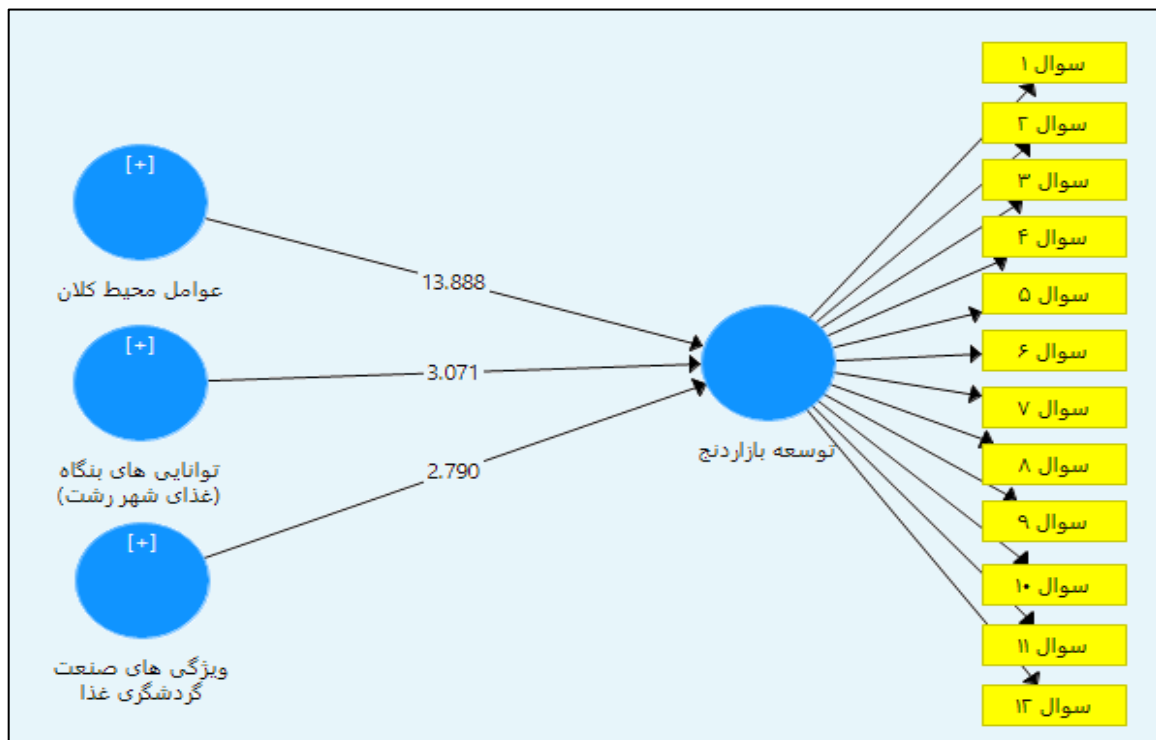 [+]
عوامل محیط کلان
[+]
توانایی های بنگاه
(غذای شهر رشت)
[+]
ویژگی های صنعت
گردشگری غذا
13.888
3.071
2.790
توسعه بازاردنج
سوال ۱
سوال ۲
سوال ۳
سوال ۴
سوال ۵
سوال ۶
سوال ۷
سوال ۸
سوال ۹
سوال ۱۰
سوال ۱۱
سوال ۱۲